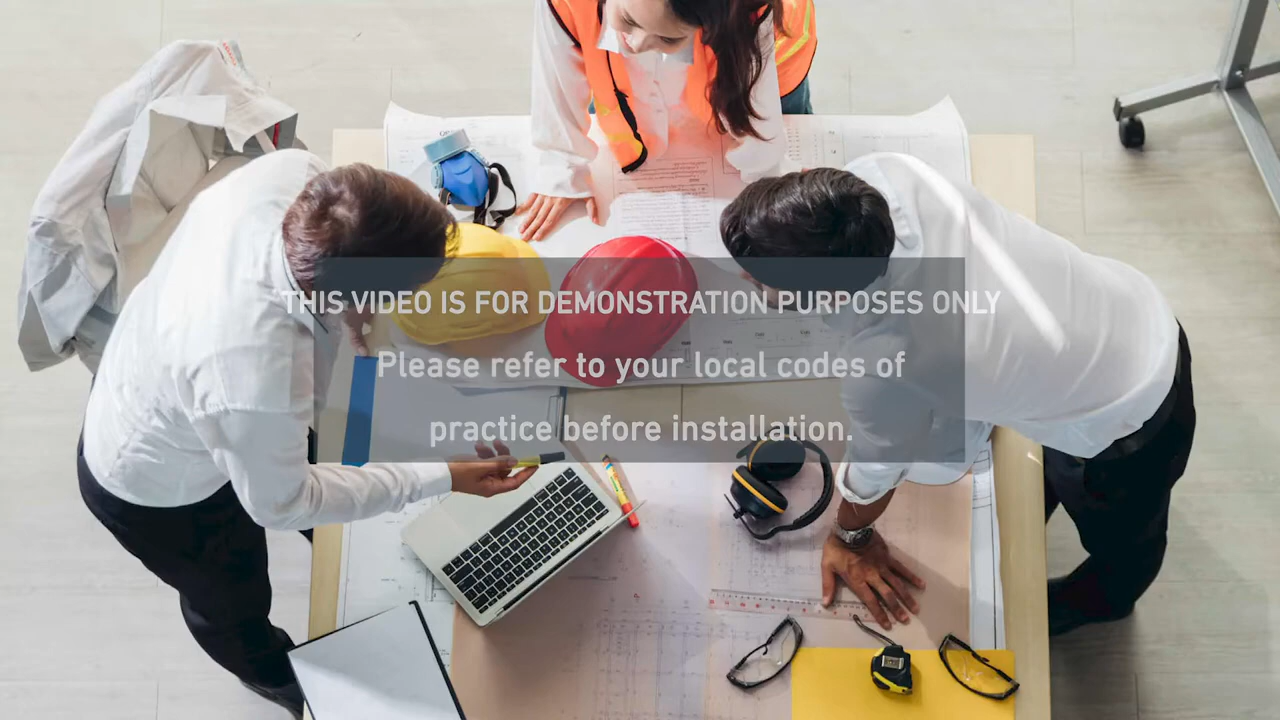 THIS VIDEO IS FOR DEMONSTRATION PURPOSES ONLY
Please refer to your local codes of
practice before installation.